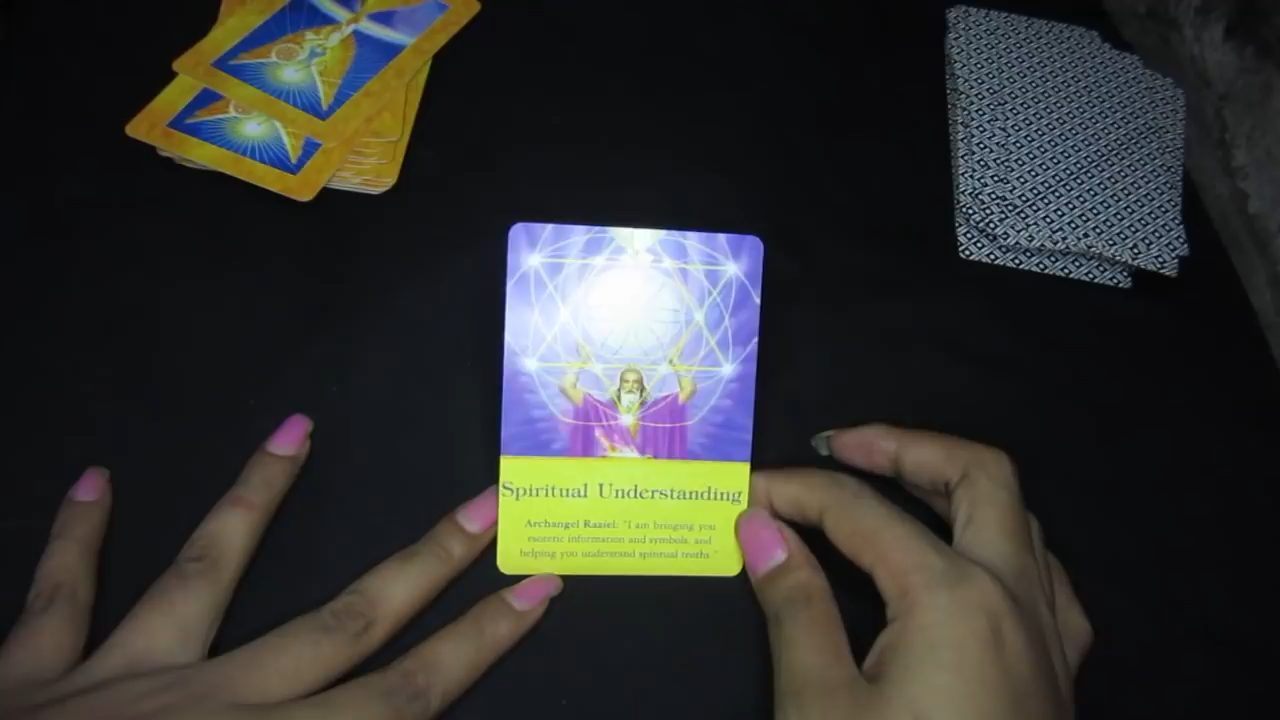 Spiritual Understanding
Archangel Raziel: "I am bringing you
esoteric information and symbols, and
helping you understand spiritual truths."